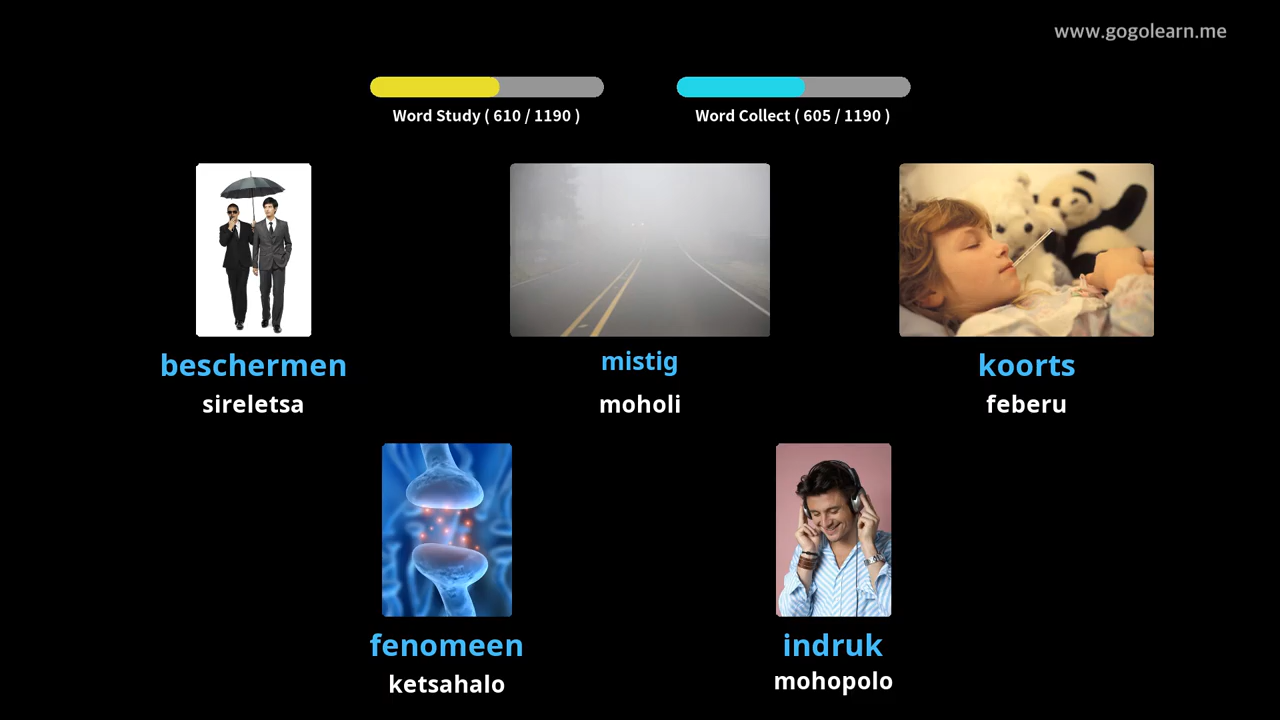 www.gogolearn.me
Word Study ( 610 / 1190 )
Word Collect ( 605 / 1190 )
beschermen
sireletsa
mistig
moholi
koorts
feberu
fenomeen
ketsahalo
indruk
mohopolo